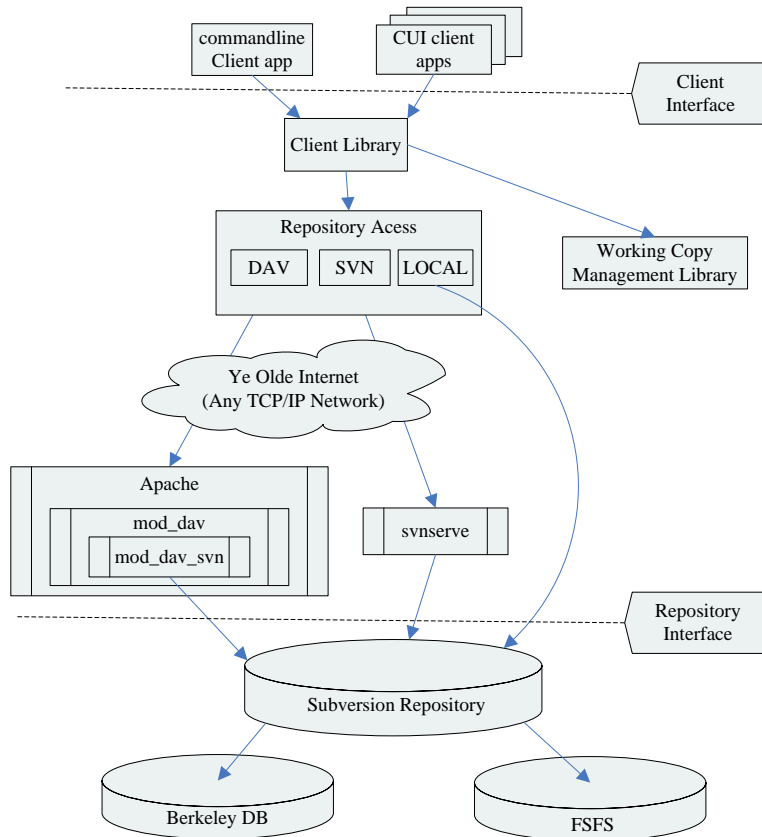 commandline
Client app
CUI client
apps
Client
Interface
Client Library
Repository Acess
DAV
SVN
LOCAL
Working Copy
Management Library
Ye Olde Internet
(Any TCP/IP Network)
Apache
mod_dav
mod_dav_svn
svnserve
Repository
Interface
Subversion Repository
Berkeley DB
FSFS